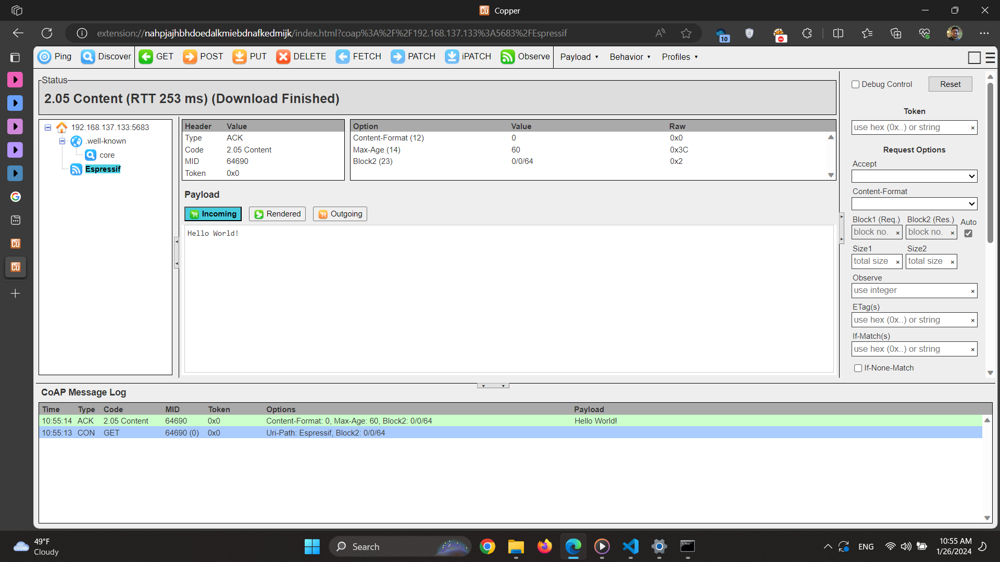 Copper
extension://nahpjajhbhdoedalkmiebdnafkedmijk/index.html?coap%3A%2F%2F192.168.137.133%3A5683%2FEspressif
10
Ping Discover GET POST PUT DELETE FETCH PATCH iPATCH Observe Payload Behavior Profiles
Status
2.05 Content (RTT 253 ms) (Download Finished)
192.168.137.133:5683
.well-known
core
Espressif
Header Value
Type ACK
Code 2.05 Content
MID 64690
Token 0x0
Option Value Raw
Content-Format (12) 0 0x0
Max-Age (14) 60 0x3C
Block2 (23) 0/0/64 0x2
Payload
Incoming Rendered Outgoing
Hello World!
Debug Control Reset
Token
use hex (0x..) or string ×
Request Options
Accept
Content-Format
Block1 (Req.) Block2 (Res.) Auto
block no. × block no. ×
Size1 Size2
total size × total size ×
Observe
use integer ×
ETag(s)
use hex (0x..) or string ×
If-Match(s)
use hex (0x..) or string ×
If-None-Match
CoAP Message Log
Time Type Code MID Token Options Payload
10:55:14 ACK 2.05 Content 64690 0x0 Content-Format: 0, Max-Age: 60, Block2: 0/0/64 Hello World!
10:55:13 CON GET 64690 (0) 0x0 Uri-Path: Espressif, Block2: 0/0/64
Cu
Cu
Cu
49°F
Cloudy
Search
ENG
10:55 AM
1/26/2024